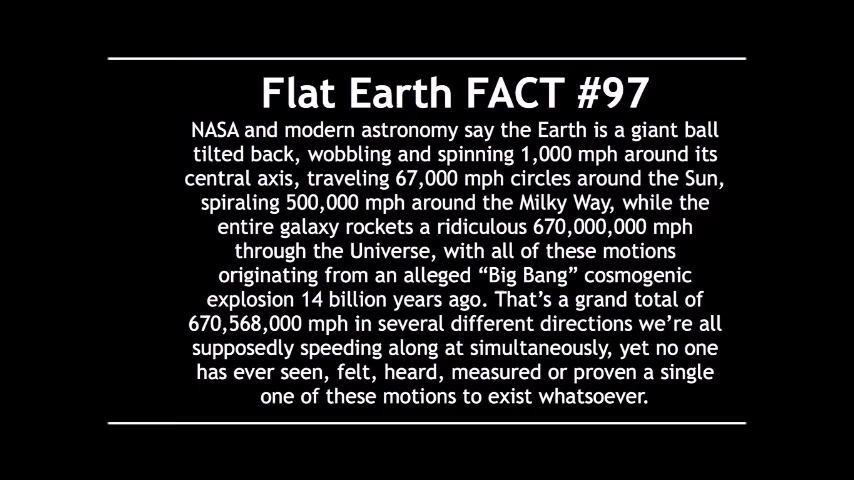 Flat Earth FACT #97
NASA and modern astronomy say the Earth is a giant ball
tilted back, wobbling and spinning 1,000 mph around its
central axis, traveling 67,000 mph circles around the Sun,
spiraling 500,000 mph around the Milky Way, while the
entire galaxy rockets a ridiculous 670,000,000 mph
through the Universe, with all of these motions
originating from an alleged “Big Bang” cosmogenic
explosion 14 billion years ago. That’s a grand total of
670,568,000 mph in several different directions we’re all
supposedly speeding along at simultaneously, yet no one
has ever seen, felt, heard, measured or proven a single
one of these motions to exist whatsoever.